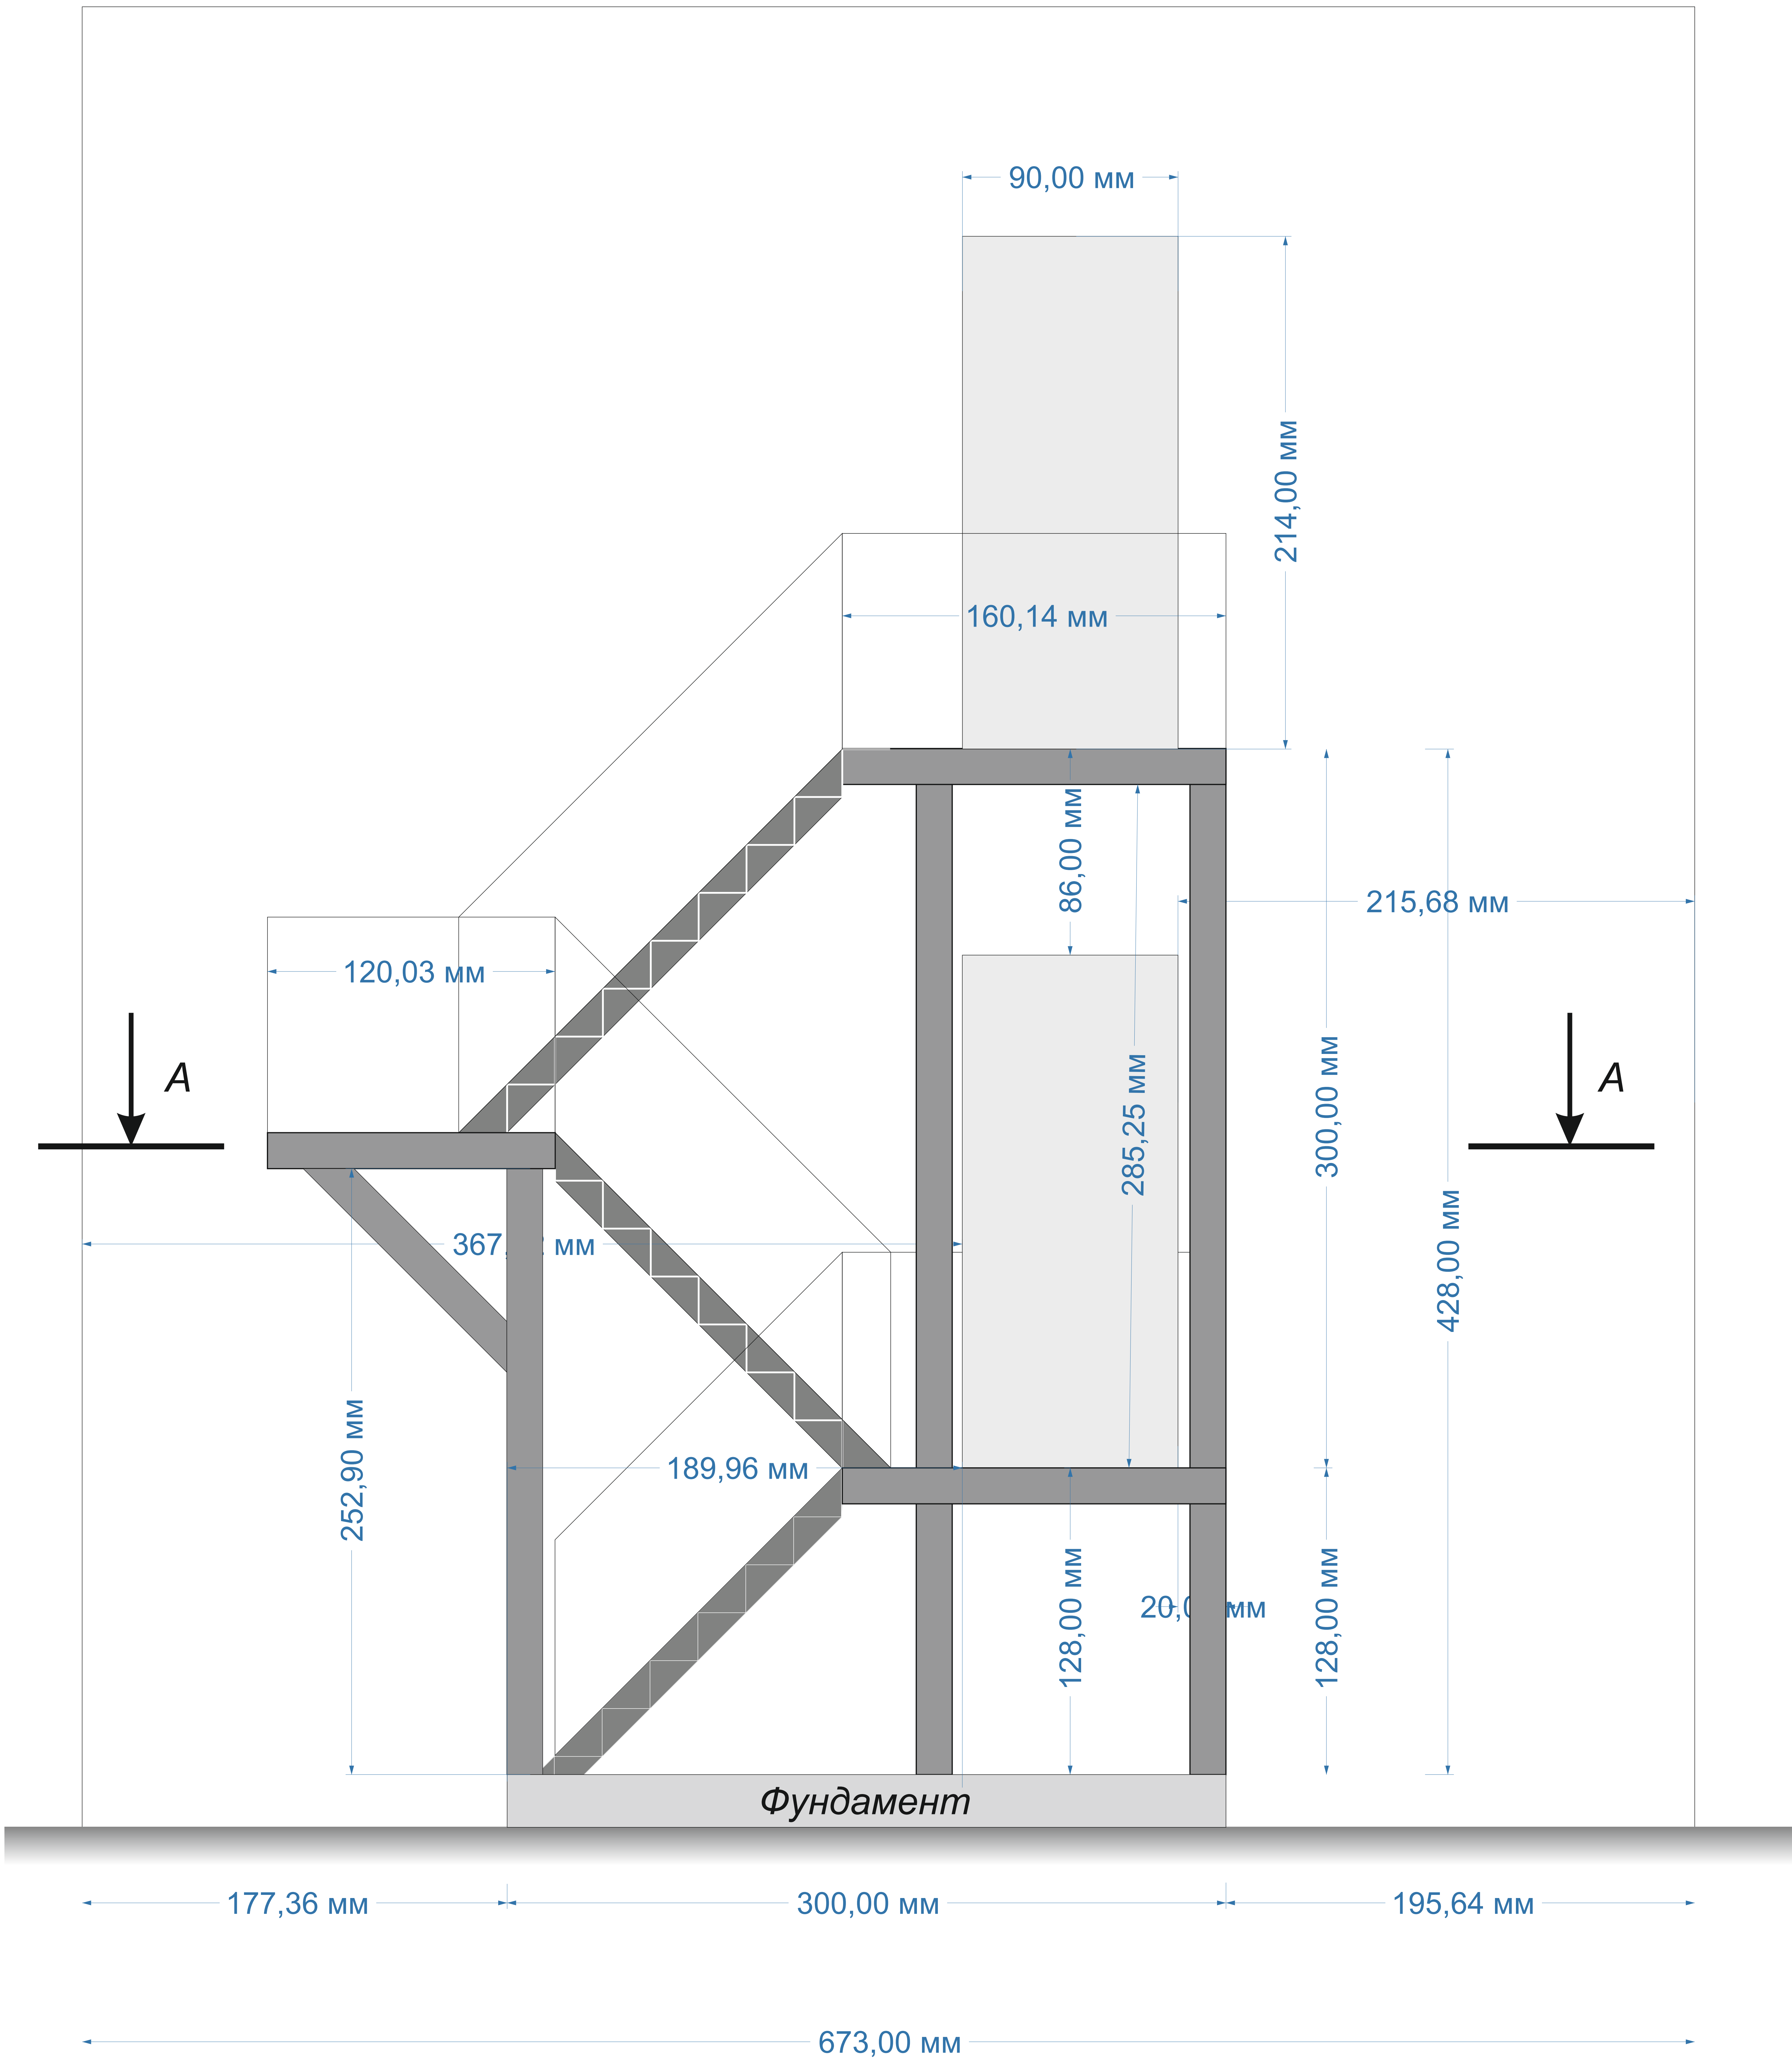 90,00 мм
214,00 мм
160,14 мм
86,00 мм
215,68 мм
120,03 мм
A
A
285,25 мм
300,00 мм
428,00 мм
мм
252,90 мм
189,96 мм
128,00 мм
мм
128,00 мм
Фундамент
177,36 мм
300,00 мм
195,64 мм
673,00 мм